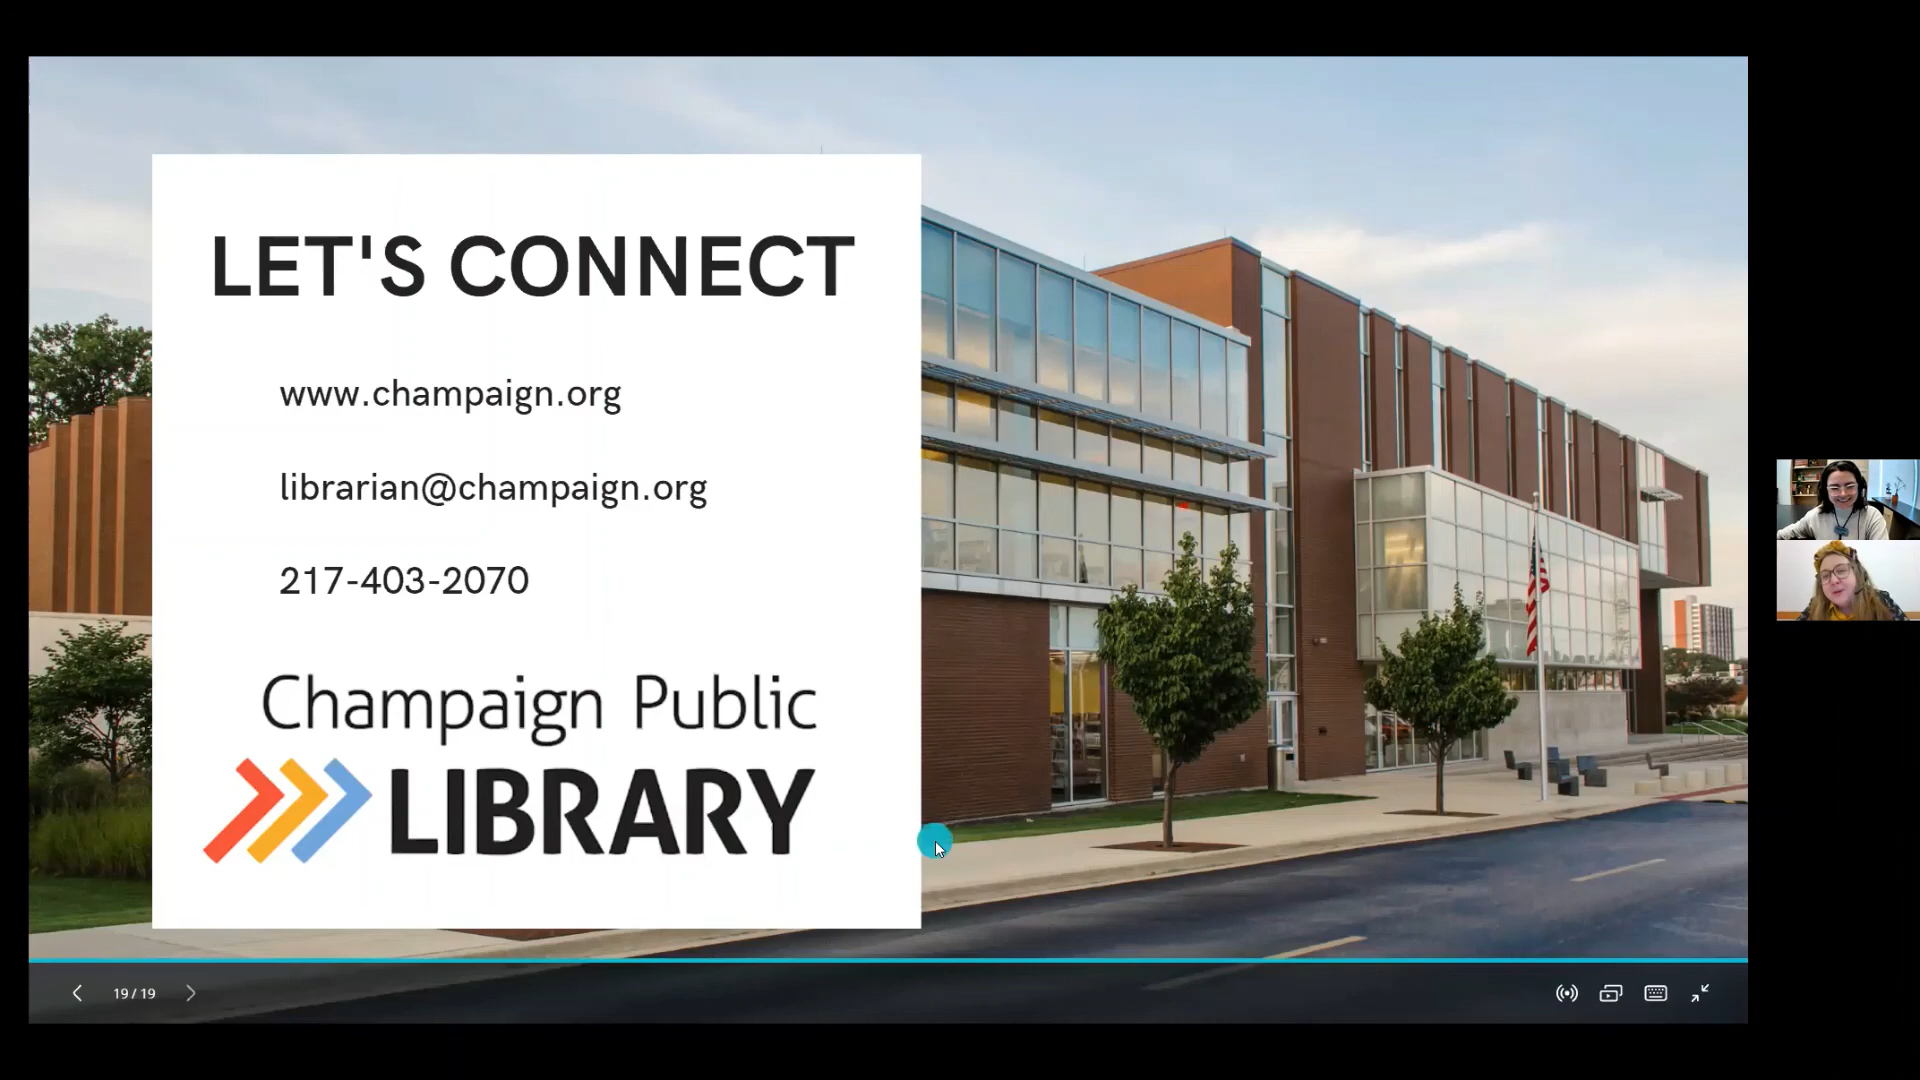 LET'S CONNECT
www.champaign.org
librarian@champaign.org
217-403-2070
Champaign Public
LIBRARY
19 / 19